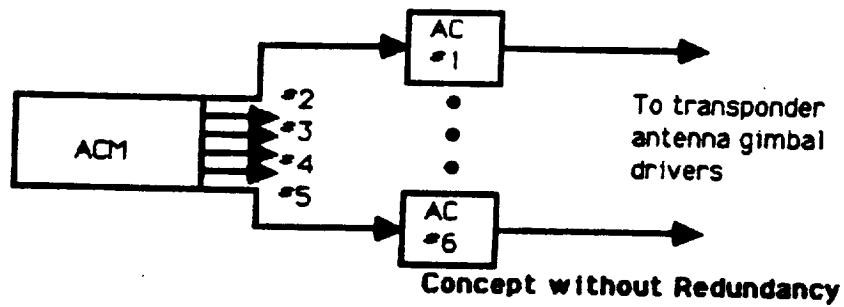 AC
#1
#2
#3
ACM
#4
#5
To transponder
antenna gimbal
drivers
AC
#6
Concept without Redundancy